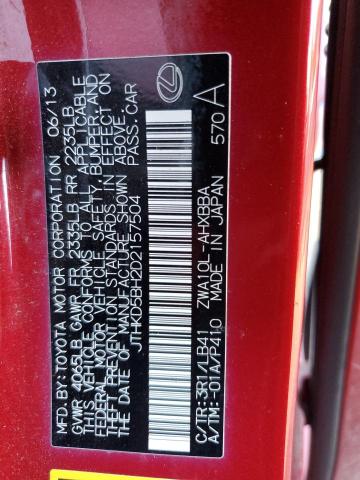 MFD.BY:TOYOTA MOTOR CORPORATION 06/13
GVWR 4065LB GAWR FR 2335LB RR 2235LB
THIS VEHICLE CONFORMS TO ALL APPLICABLE
FEDERAL MOTOR VEHICLE SAFETY, BUMPER, AND
THEFT PREVENTION STANDARDS IN EFFECT ON
THE DATE OF MANUFACTURE SHOWN ABOVE.
JTHKD5BH2D2157504 PASS.CAR
C/TR:3R1/LB41 ZWA10L-AHXBBA
A/TM:-01A/P410 MADE IN JAPAN 570 A